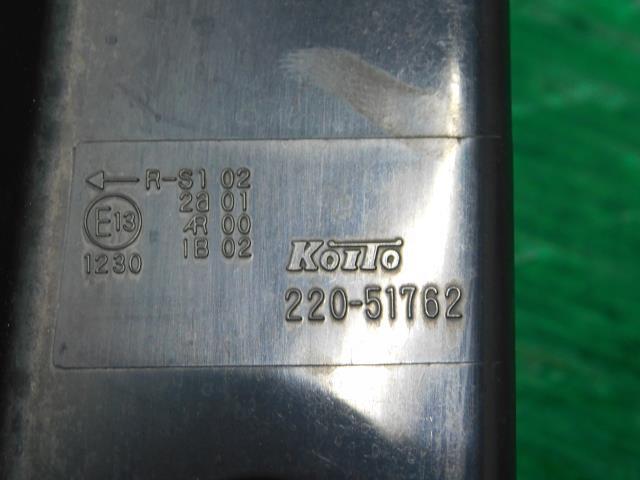 ← R-S1 02
2a 01
E13 AR 00
1230 1B 02
KOITO
220-51762